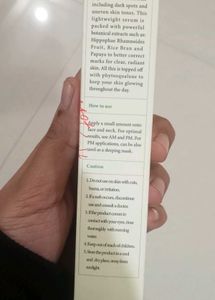 including dark spots and
uneven skin tones. This
lightweight serum is
packed with powerful
botanical extracts such as:
Hippophae Rhamnoides
Fruit, Rice Bran and
Papaya to better correct
marks for clear, radiant
skin, All this is topped off
with phytosqualene to
keep your skin glowing
throughout the day.
How to use
Apply a small amount onto
face and neck. For optimal
results, use AM and PM. For
PM applications, can be also
used as a sleeping mask.
Caution
1. Do not use on skin with cuts,
burns, or irritation.
2. If a rash occurs, discontinue
use and consult a doctor.
3. If the product comes in
contact with your eyes, rinse
thoroughly with running
water.
4. Keep out of reach of children.
5. Store the product in a cool
and dry place, away from
sunlight.